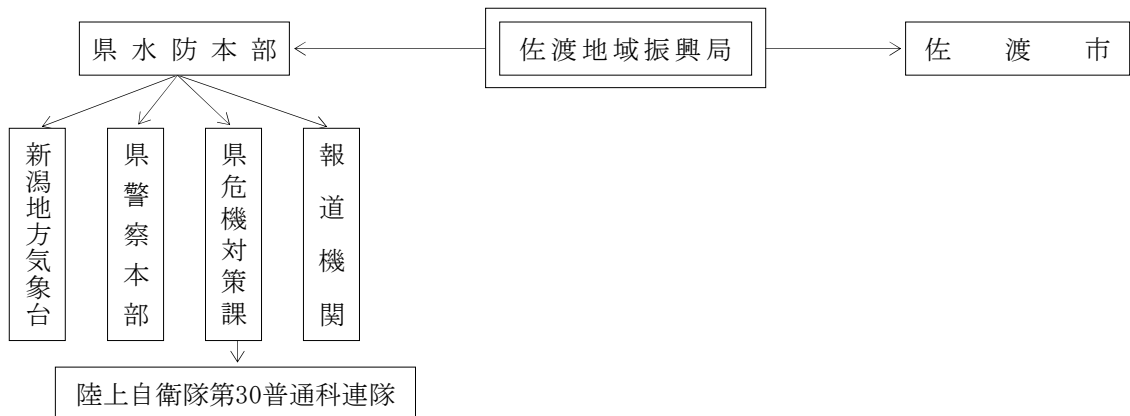 県水防本部
佐渡地域振興局
佐渡市
新潟地方気象台
県警察本部
県危機対策課
報道機関
陸上自衛隊第30普通科連隊